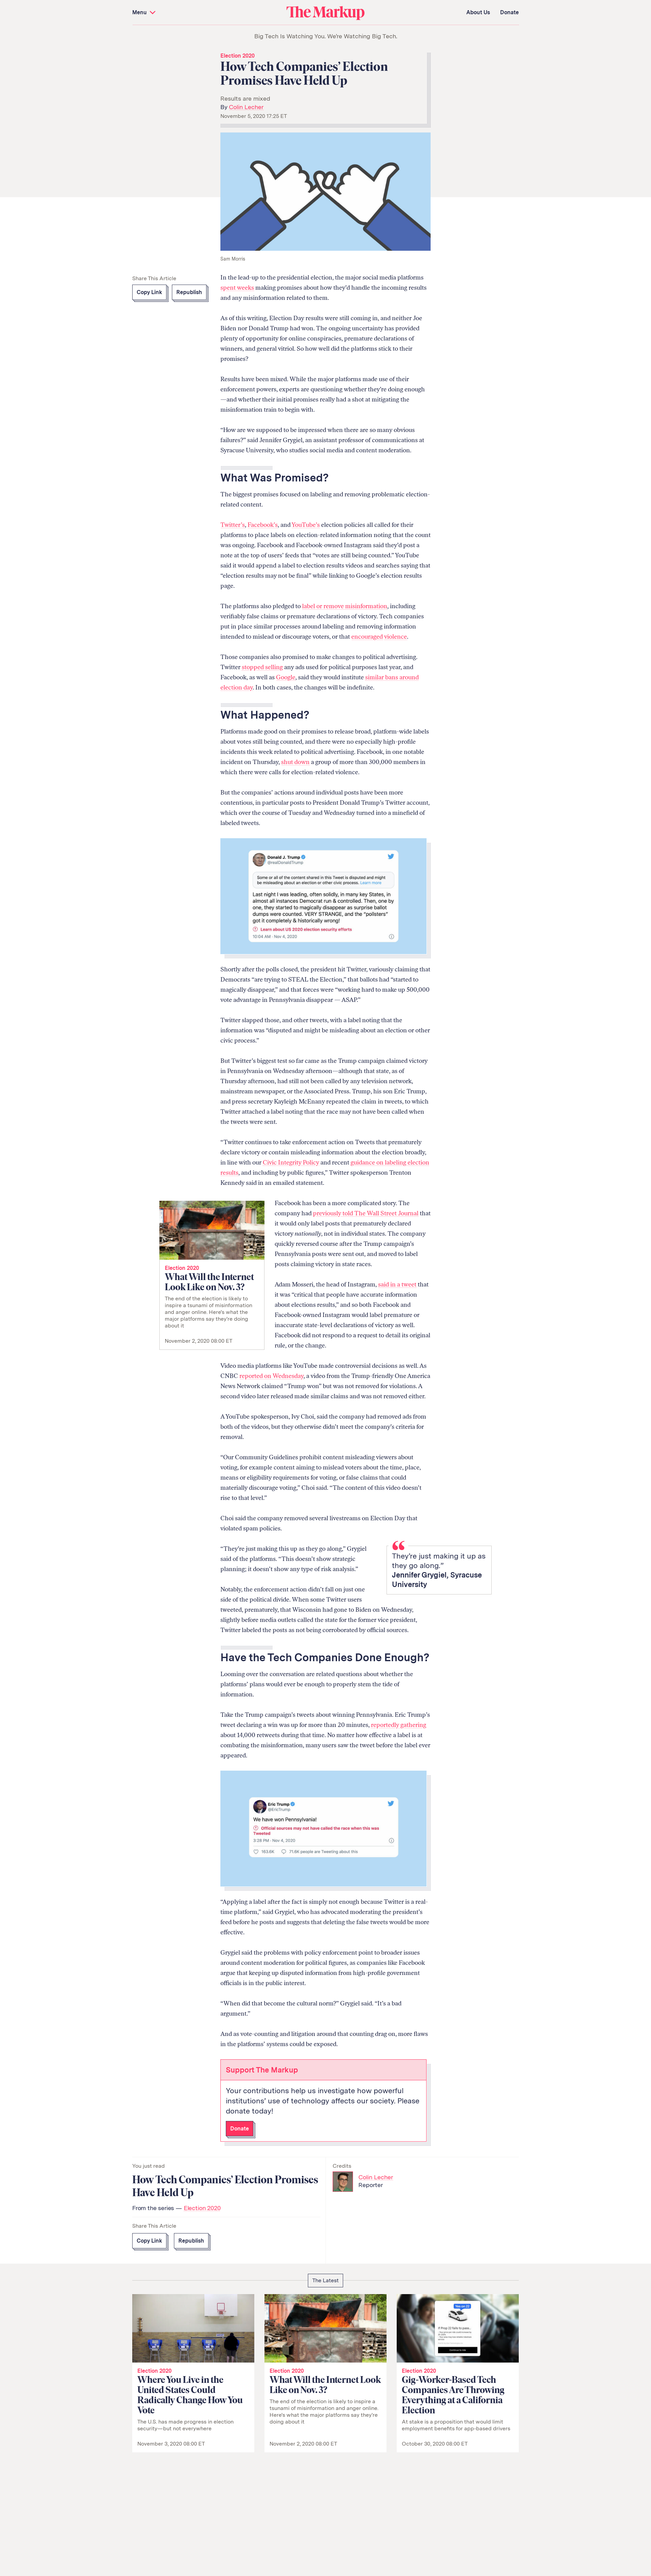 Menu
The Markup
About Us
Donate
Big Tech Is Watching You. We're Watching Big Tech.
Election 2020
How Tech Companies’ Election
Promises Have Held Up
Results are mixed
By Colin Lecher
November 5, 2020 17:25 ET
Sam Morris
Share This Article
Copy Link
Republish
In the lead-up to the presidential election, the major social media platforms
spent weeks making promises about how they’d handle the incoming results
and any misinformation related to them.
As of this writing, Election Day results were still coming in, and neither Joe
Biden nor Donald Trump had won. The ongoing uncertainty has provided
plenty of opportunity for online conspiracies, premature declarations of
winners, and general vitriol. So how well did the platforms stick to their
promises?
Results have been mixed. While the major platforms made use of their
enforcement powers, experts are questioning whether they’re doing enough
—and whether their initial promises really had a shot at mitigating the
misinformation train to begin with.
“How are we supposed to be impressed when there are so many obvious
failures?” said Jennifer Grygiel, an assistant professor of communications at
Syracuse University, who studies social media and content moderation.
What Was Promised?
The biggest promises focused on labeling and removing problematic election-
related content.
Twitter’s, Facebook’s, and YouTube’s election policies all called for their
platforms to place labels on election-related information noting that the count
was ongoing. Facebook and Facebook-owned Instagram said they’d post a
note at the top of users’ feeds that “votes are still being counted.” YouTube
said it would append a label to election results videos and searches saying that
“election results may not be final” while linking to Google’s election results
page.
The platforms also pledged to label or remove misinformation, including
verifiably false claims or premature declarations of victory. Tech companies
put in place similar processes around labeling and removing information
intended to mislead or discourage voters, or that encouraged violence.
Those companies also promised to make changes to political advertising.
Twitter stopped selling any ads used for political purposes last year, and
Facebook, as well as Google, said they would institute similar bans around
election day. In both cases, the changes will be indefinite.
What Happened?
Platforms made good on their promises to release broad, platform-wide labels
about votes still being counted, and there were no especially high-profile
incidents this week related to political advertising. Facebook, in one notable
incident on Thursday, shut down a group of more than 300,000 members in
which there were calls for election-related violence.
But the companies’ actions around individual posts have been more
contentious, in particular posts to President Donald Trump’s Twitter account,
which over the course of Tuesday and Wednesday turned into a minefield of
labeled tweets.
Donald J. Trump
@realDonaldTrump
Some or all of the content shared in this Tweet is disputed and might
be misleading about an election or other civic process. Learn more
Last night I was leading, often solidly, in many key States, in
almost all instances Democrat run & controlled. Then, one by
one, they started to magically disappear as surprise ballot
dumps were counted. VERY STRANGE, and the “pollsters”
got it completely & historically wrong!
Learn about US 2020 election security efforts
10:04 AM · Nov 4, 2020
Shortly after the polls closed, the president hit Twitter, variously claiming that
Democrats “are trying to STEAL the Election,” that ballots had “started to
magically disappear,” and that forces were “working hard to make up 500,000
vote advantage in Pennsylvania disappear — ASAP.”
Twitter slapped those, and other tweets, with a label noting that the
information was “disputed and might be misleading about an election or other
civic process.”
But Twitter’s biggest test so far came as the Trump campaign claimed victory
in Pennsylvania on Wednesday afternoon—although that state, as of
Thursday afternoon, had still not been called by any television network,
mainstream newspaper, or the Associated Press. Trump, his son Eric Trump,
and press secretary Kayleigh McEnany repeated the claim in tweets, to which
Twitter attached a label noting that the race may not have been called when
the tweets were sent.
“Twitter continues to take enforcement action on Tweets that prematurely
declare victory or contain misleading information about the election broadly,
in line with our Civic Integrity Policy and recent guidance on labeling election
results, and including by public figures,” Twitter spokesperson Trenton
Kennedy said in an emailed statement.
Election 2020
What Will the Internet
Look Like on Nov. 3?
The end of the election is likely to
inspire a tsunami of misinformation
and anger online. Here’s what the
major platforms say they’re doing
about it
November 2, 2020 08:00 ET
Facebook has been a more complicated story. The
company had previously told The Wall Street Journal that
it would only label posts that prematurely declared
victory nationally, not in individual states. The company
quickly reversed course after the Trump campaign’s
Pennsylvania posts were sent out, and moved to label
posts claiming victory in state races.
Adam Mosseri, the head of Instagram, said in a tweet that
it was “critical that people have accurate information
about elections results,” and so both Facebook and
Facebook-owned Instagram would label premature or
inaccurate state-level declarations of victory as well.
Facebook did not respond to a request to detail its original
rule, or the change.
Video media platforms like YouTube made controversial decisions as well. As
CNBC reported on Wednesday, a video from the Trump-friendly One America
News Network claimed “Trump won” but was not removed for violations. A
second video later released made similar claims and was not removed either.
A YouTube spokesperson, Ivy Choi, said the company had removed ads from
both of the videos, but they otherwise didn’t meet the company’s criteria for
removal.
“Our Community Guidelines prohibit content misleading viewers about
voting, for example content aiming to mislead voters about the time, place,
means or eligibility requirements for voting, or false claims that could
materially discourage voting,” Choi said. “The content of this video doesn’t
rise to that level.”
Choi said the company removed several livestreams on Election Day that
violated spam policies.
“They’re just making this up as they go along,” Grygiel
said of the platforms. “This doesn’t show strategic
planning; it doesn’t show any type of risk analysis.”
They’re just making it up as
they go along.”
Jennifer Grygiel, Syracuse
University
Notably, the enforcement action didn’t fall on just one
side of the political divide. When some Twitter users
tweeted, prematurely, that Wisconsin had gone to Biden on Wednesday,
slightly before media outlets called the state for the former vice president,
Twitter labeled the posts as not being corroborated by official sources.
Have the Tech Companies Done Enough?
Looming over the conversation are related questions about whether the
platforms’ plans would ever be enough to properly stem the tide of
information.
Take the Trump campaign’s tweets about winning Pennsylvania. Eric Trump’s
tweet declaring a win was up for more than 20 minutes, reportedly gathering
about 14,000 retweets during that time. No matter how effective a label is at
combating the misinformation, many users saw the tweet before the label ever
appeared.
Eric Trump
@EricTrump
We have won Pennsylvania!
Official sources may not have called the race when this was
Tweeted
3:28 PM · Nov 4, 2020
163.6K
71.6K people are Tweeting about this
“Applying a label after the fact is simply not enough because Twitter is a real-
time platform,” said Grygiel, who has advocated moderating the president’s
feed before he posts and suggests that deleting the false tweets would be more
effective.
Grygiel said the problems with policy enforcement point to broader issues
around content moderation for political figures, as companies like Facebook
argue that keeping up disputed information from high-profile government
officials is in the public interest.
“When did that become the cultural norm?” Grygiel said. “It’s a bad
argument.”
And as vote-counting and litigation around that counting drag on, more flaws
in the platforms’ systems could be exposed.
Support The Markup
Your contributions help us investigate how powerful
institutions’ use of technology affects our society. Please
donate today!
Donate
You just read
How Tech Companies’ Election Promises
Have Held Up
From the series — Election 2020
Share This Article
Copy Link
Republish
Credits
Colin Lecher
Reporter
The Latest
Election 2020
Where You Live in the
United States Could
Radically Change How You
Vote
The U.S. has made progress in election
security—but not everywhere
November 3, 2020 08:00 ET
Election 2020
What Will the Internet Look
Like on Nov. 3?
The end of the election is likely to inspire a
tsunami of misinformation and anger online.
Here’s what the major platforms say they’re
doing about it
November 2, 2020 08:00 ET
Election 2020
Gig-Worker-Based Tech
Companies Are Throwing
Everything at a California
Election
At stake is a proposition that would limit
employment benefits for app-based drivers
October 30, 2020 08:00 ET